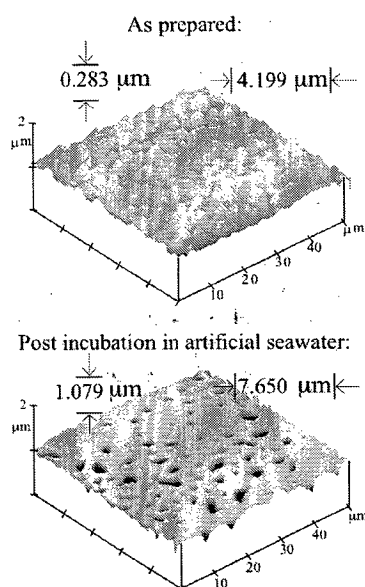 As prepared:
0.283 µm
4.199 µm
2
µm
10
20
30
40
µm
Post incubation in artificial seawater:
1.079 µm
7.650 µm
2
µm
10
20
30
40
µm